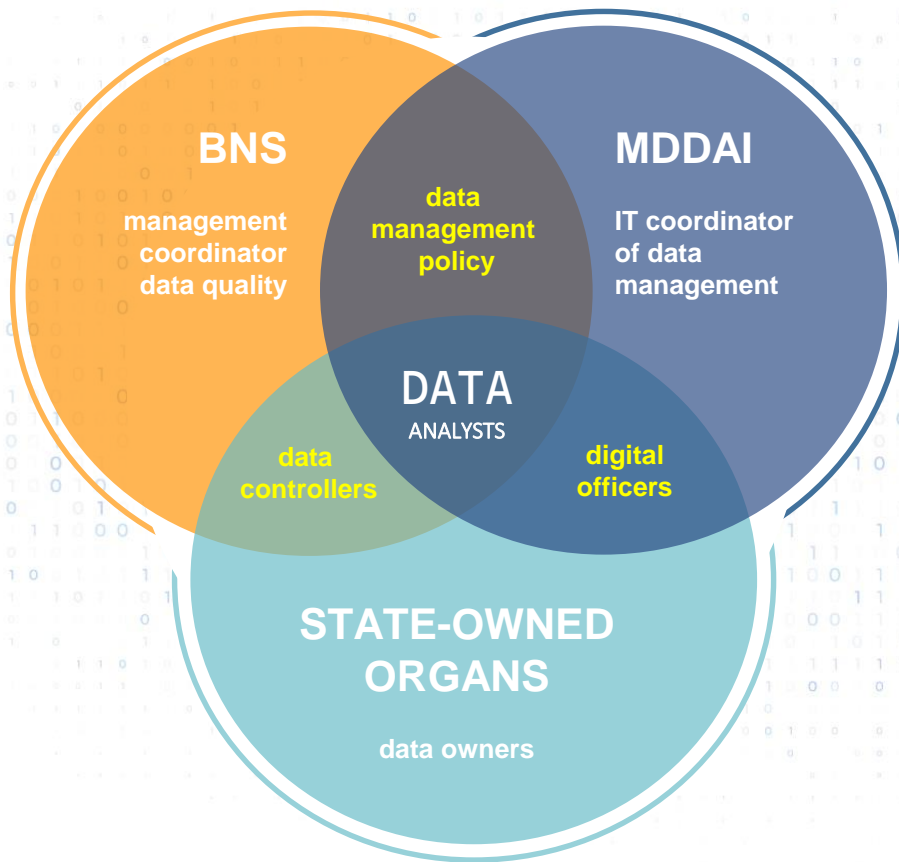 BNS
management
coordinator
data quality
data
management
policy
MDDAI
IT coordinator
of data
management
DATA
ANALYSTS
data
controllers
digital
officers
STATE-OWNED
ORGANS
data owners